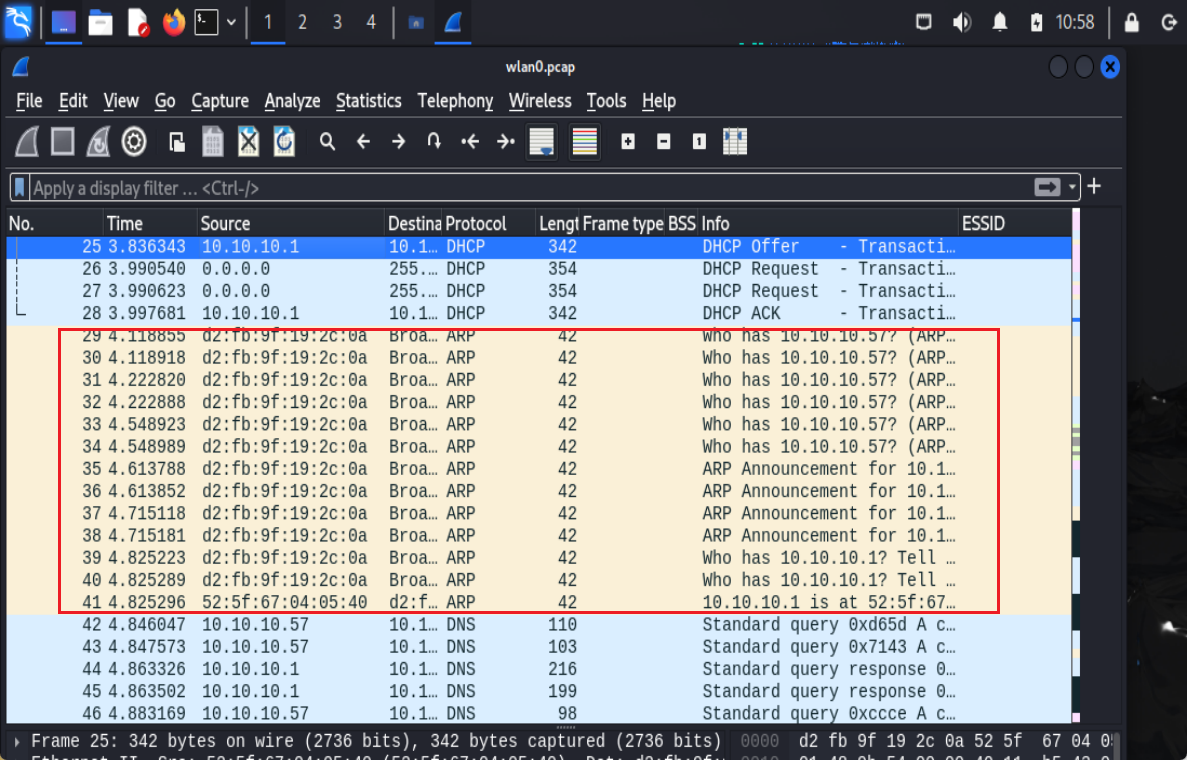 1 2 3 4 10:58
wlan0.pcap
File Edit View Go Capture Analyze Statistics Telephony Wireless Tools Help
Apply a display filter … <Ctrl-/>
No. Time Source Destina Protocol Lengt Frame type BSS Info ESSID
25 3.836343 10.10.10.1 10.1… DHCP 342 DHCP Offer - Transacti…
26 3.990540 0.0.0.0 255.… DHCP 354 DHCP Request - Transacti…
27 3.990623 0.0.0.0 255.… DHCP 354 DHCP Request - Transacti…
28 3.997681 10.10.10.1 10.1… DHCP 342 DHCP ACK - Transacti…
29 4.118855 d2:fb:9f:19:2c:0a Broa… ARP 42 Who has 10.10.10.57? (ARP…
30 4.118918 d2:fb:9f:19:2c:0a Broa… ARP 42 Who has 10.10.10.57? (ARP…
31 4.222820 d2:fb:9f:19:2c:0a Broa… ARP 42 Who has 10.10.10.57? (ARP…
32 4.222888 d2:fb:9f:19:2c:0a Broa… ARP 42 Who has 10.10.10.57? (ARP…
33 4.548923 d2:fb:9f:19:2c:0a Broa… ARP 42 Who has 10.10.10.57? (ARP…
34 4.548989 d2:fb:9f:19:2c:0a Broa… ARP 42 Who has 10.10.10.57? (ARP…
35 4.613788 d2:fb:9f:19:2c:0a Broa… ARP 42 ARP Announcement for 10.1…
36 4.613852 d2:fb:9f:19:2c:0a Broa… ARP 42 ARP Announcement for 10.1…
37 4.715118 d2:fb:9f:19:2c:0a Broa… ARP 42 ARP Announcement for 10.1…
38 4.715181 d2:fb:9f:19:2c:0a Broa… ARP 42 ARP Announcement for 10.1…
39 4.825223 d2:fb:9f:19:2c:0a Broa… ARP 42 Who has 10.10.10.1? Tell …
40 4.825289 d2:fb:9f:19:2c:0a Broa… ARP 42 Who has 10.10.10.1? Tell …
41 4.825296 52:5f:67:04:05:40 d2:f… ARP 42 10.10.10.1 is at 52:5f:67…
42 4.846047 10.10.10.57 10.1… DNS 110 Standard query 0xd65d A c…
43 4.847573 10.10.10.57 10.1… DNS 103 Standard query 0x7143 A c…
44 4.863326 10.10.10.1 10.1… DNS 216 Standard query response 0…
45 4.863502 10.10.10.1 10.1… DNS 199 Standard query response 0…
46 4.883169 10.10.10.57 10.1… DNS 98 Standard query 0xccce A c…
Frame 25: 342 bytes on wire (2736 bits), 342 bytes captured (2736 bits) 0000 d2 fb 9f 19 2c 0a 52 5f 67 04